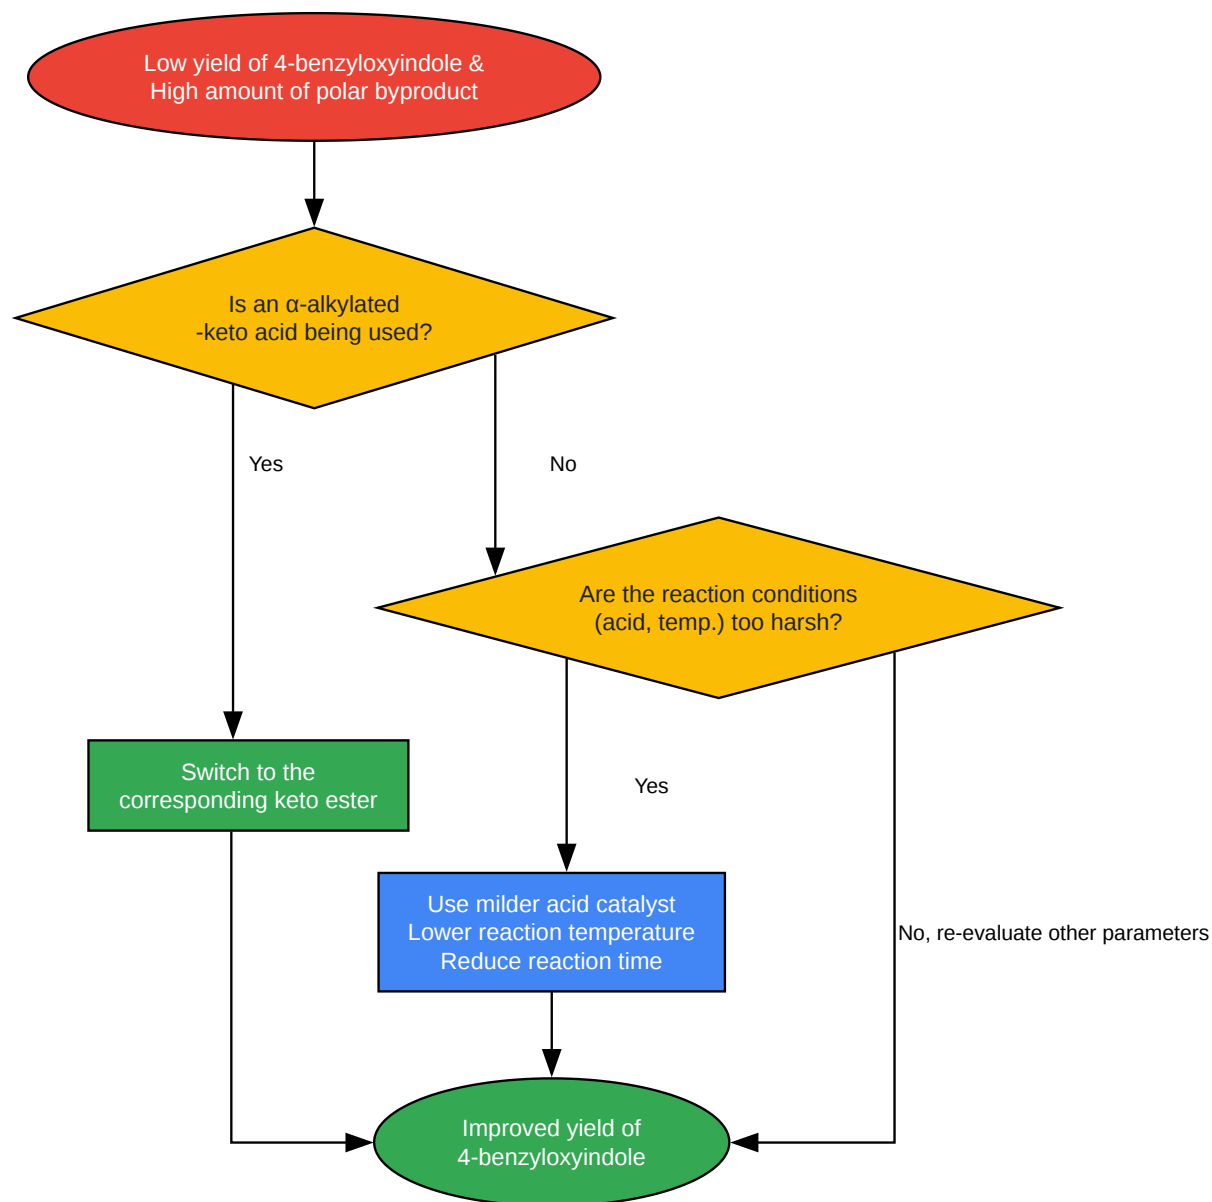 Low yield of 4-benzyloxyindole &
High amount of polar byproduct
Is an α-alkylated
-keto acid being used?
Yes
No
Are the reaction conditions
(acid, temp.) too harsh?
Switch to the
corresponding keto ester
Yes
Use milder acid catalyst
Lower reaction temperature
Reduce reaction time
No, re-evaluate other parameters
Improved yield of
4-benzyloxyindole